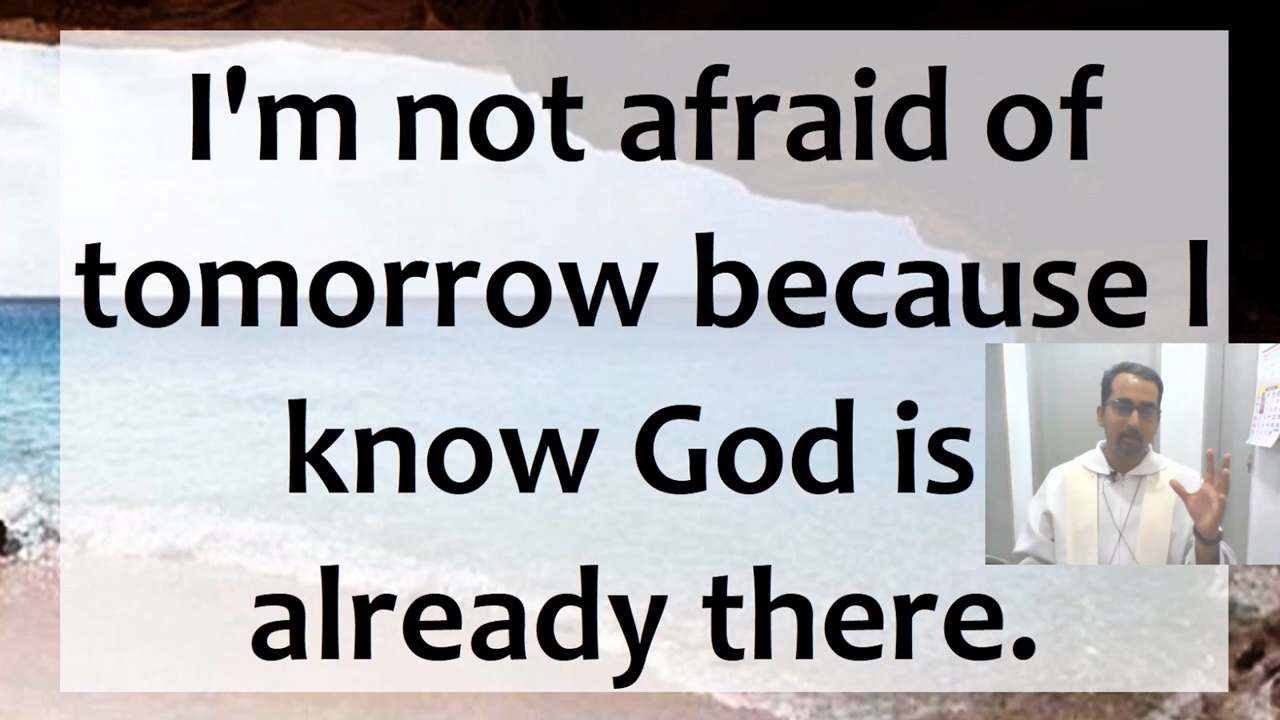 I'm not afraid of
tomorrow because I
know God is
already there.